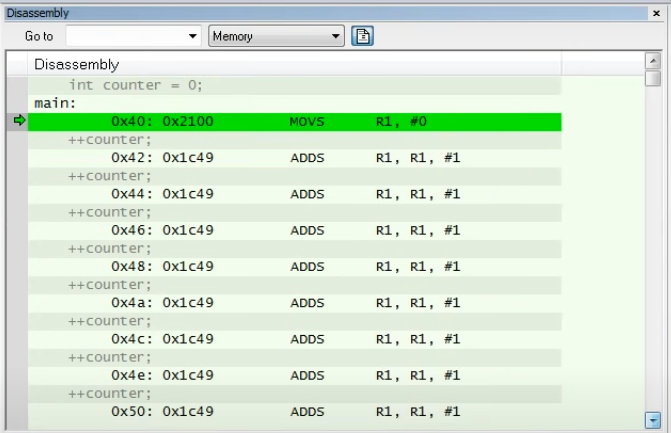 Disassembly
Go to Memory
Disassembly
int counter = 0;
main:
0x40: 0x2100 MOVS R1, #0
++counter;
0x42: 0x1c49 ADDS R1, R1, #1
++counter;
0x44: 0x1c49 ADDS R1, R1, #1
++counter;
0x46: 0x1c49 ADDS R1, R1, #1
++counter;
0x48: 0x1c49 ADDS R1, R1, #1
++counter;
0x4a: 0x1c49 ADDS R1, R1, #1
++counter;
0x4c: 0x1c49 ADDS R1, R1, #1
++counter;
0x4e: 0x1c49 ADDS R1, R1, #1
++counter;
0x50: 0x1c49 ADDS R1, R1, #1